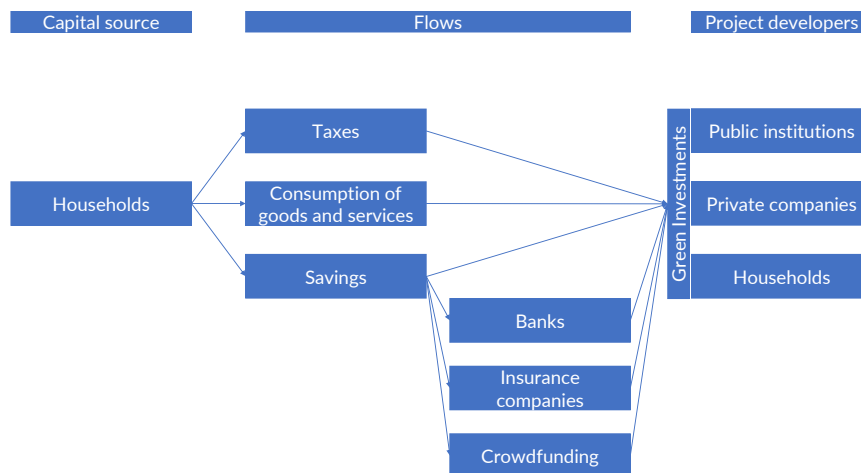 Capital source
Flows
Project developers
Taxes
Public institutions
Households
Consumption of
goods and services
Green Investments
Private companies
Savings
Households
Banks
Insurance
companies
Crowdfunding